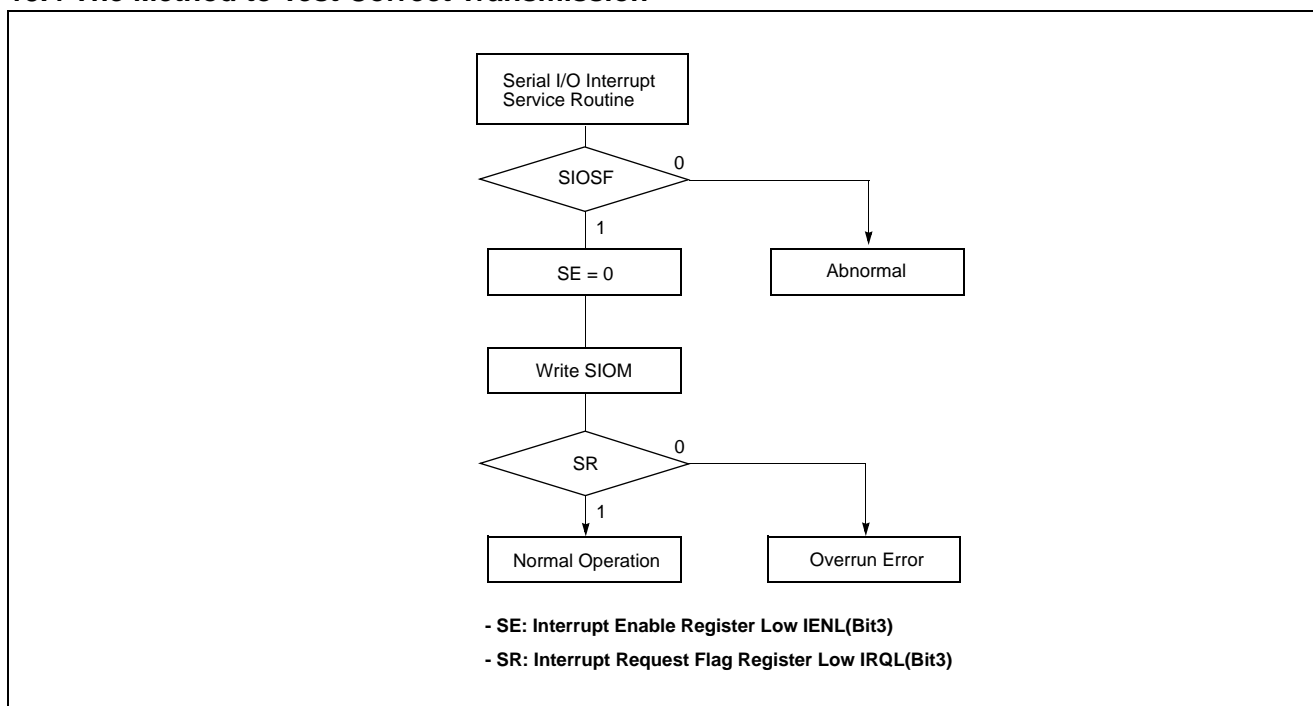 Serial I/O Interrupt
Service Routine
0
SIOSF
1
SE = 0
Abnormal
Write SIOM
0
SR
1
Normal Operation
Overrun Error
- SE: Interrupt Enable Register Low IENL(Bit3)
- SR: Interrupt Request Flag Register Low IRQL(Bit3)